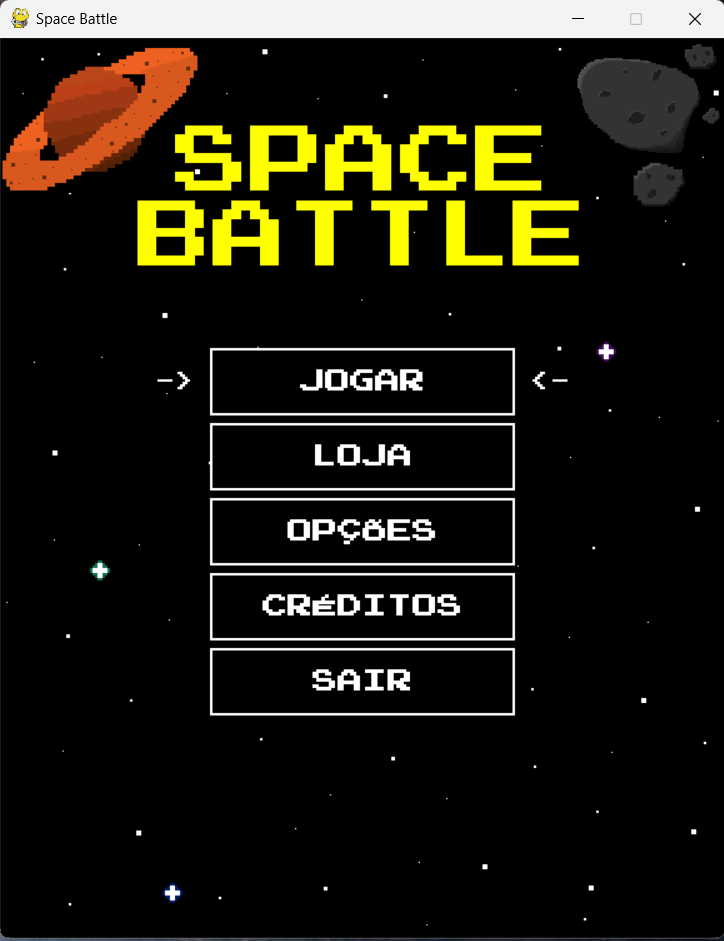 Space Battle
SPACE
BATTLE
-> JOGAR <-
LOJA
OPÇÕES
CRÉDITOS
SAIR